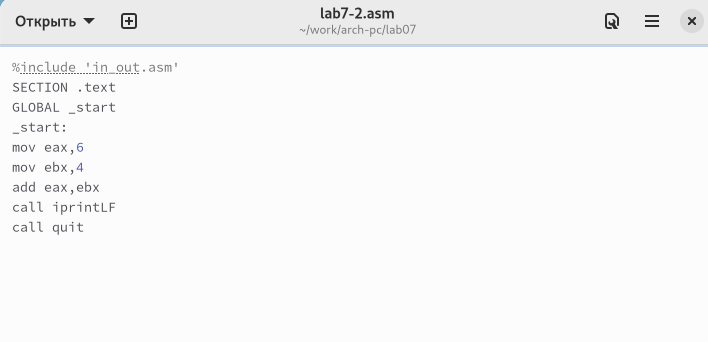 Открыть
lab7-2.asm
~/work/arch-pc/lab07
%include 'in_out.asm'
SECTION .text
GLOBAL _start
_start:
mov eax,6
mov ebx,4
add eax,ebx
call iprintLF
call quit